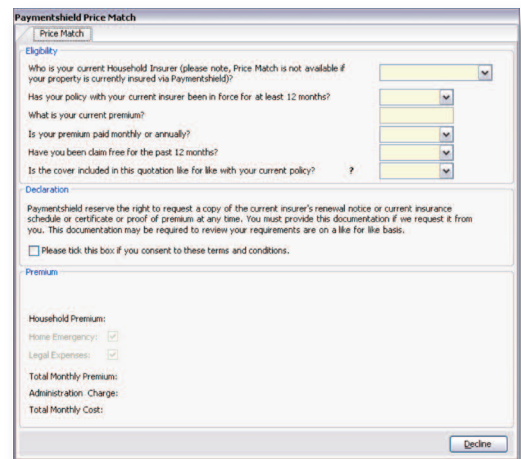 Paymentshield Price Match
Price Match
Eligibility
Who is your current Household Insurer (please note, Price Match is not available if
your property is currently insured via Paymentshield)?
Has your policy with your current insurer been in force for at least 12 months?
What is your current premium?
Is your premium paid monthly or annually?
Have you been claim free for the past 12 months?
Is the cover included in this quotation like for like with your current policy? ?
Declaration
Paymentshield reserve the right to request a copy of the current insurer's renewal notice or current insurance
schedule or certificate or proof of premium at any time. You must provide this documentation if we request it from
you. This documentation may be required to review your requirements are on a like for like basis.
Please tick this box if you consent to these terms and conditions.
Premium
Household Premium:
Home Emergency:
Legal Expenses:
Total Monthly Premium:
Administration Charge:
Total Monthly Cost:
Decline